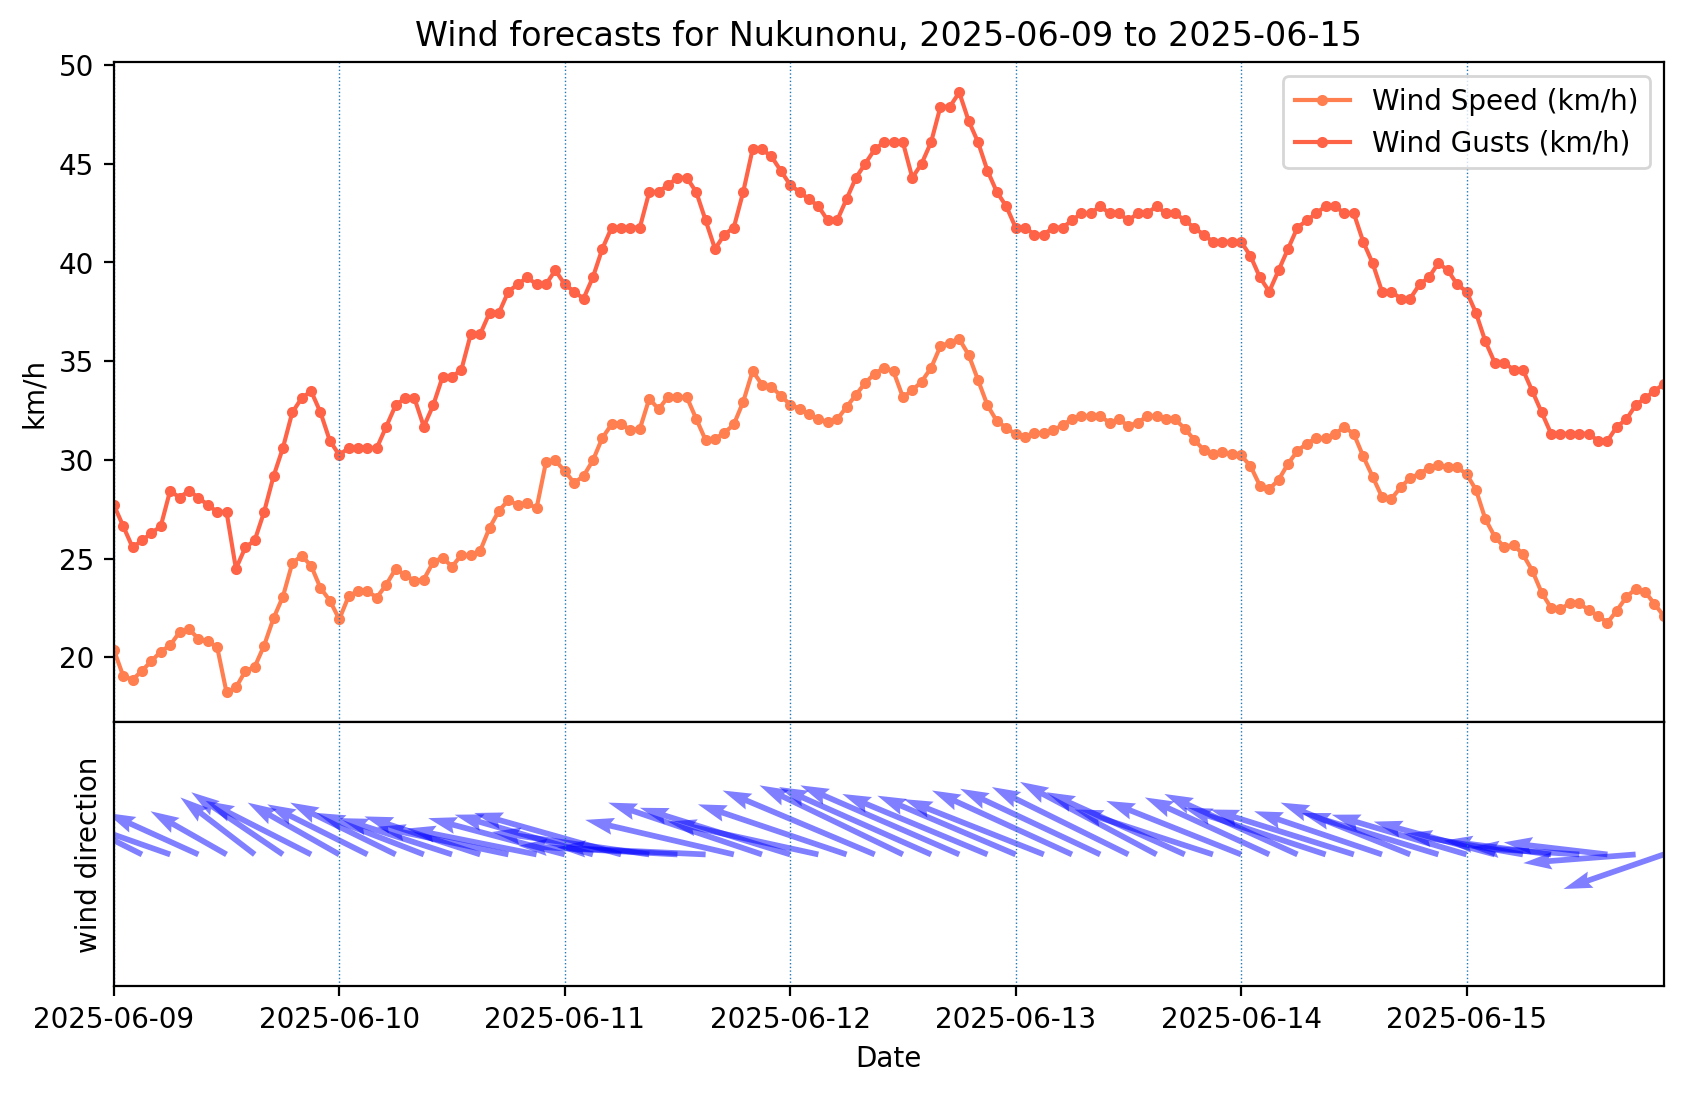 Wind forecasts for Nukunonu, 2025-06-09 to 2025-06-15
Wind Speed (km/h)
Wind Gusts (km/h)
50
45
40
35
30
25
20
km/h
wind direction
2025-06-09 2025-06-10 2025-06-11 2025-06-12 2025-06-13 2025-06-14 2025-06-15
Date